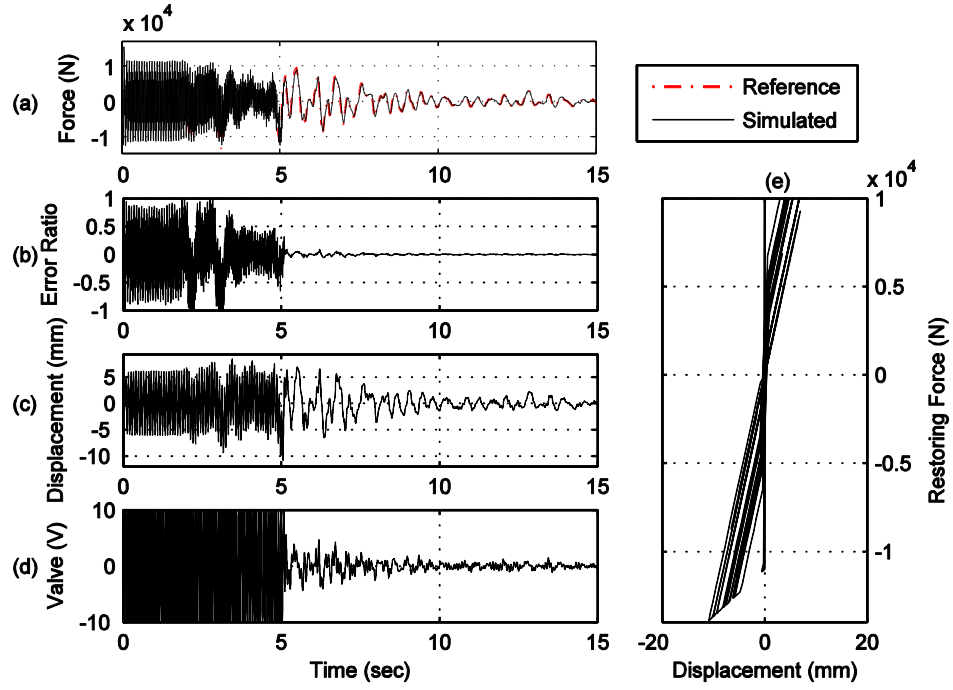 x 10^4
(a)
Force (N)
1
0
-1
0
5
10
15
Reference
Simulated
(b)
Error Ratio
1
0.5
0
-0.5
-1
0
5
10
15
(c)
Displacement (mm)
5
0
-5
-10
0
5
10
15
(d)
Valve (V)
10
0
-10
0
5
10
15
Time (sec)
(e)
x 10^4
1
0.5
0
-0.5
-1
Restoring Force (N)
-20
0
20
Displacement (mm)